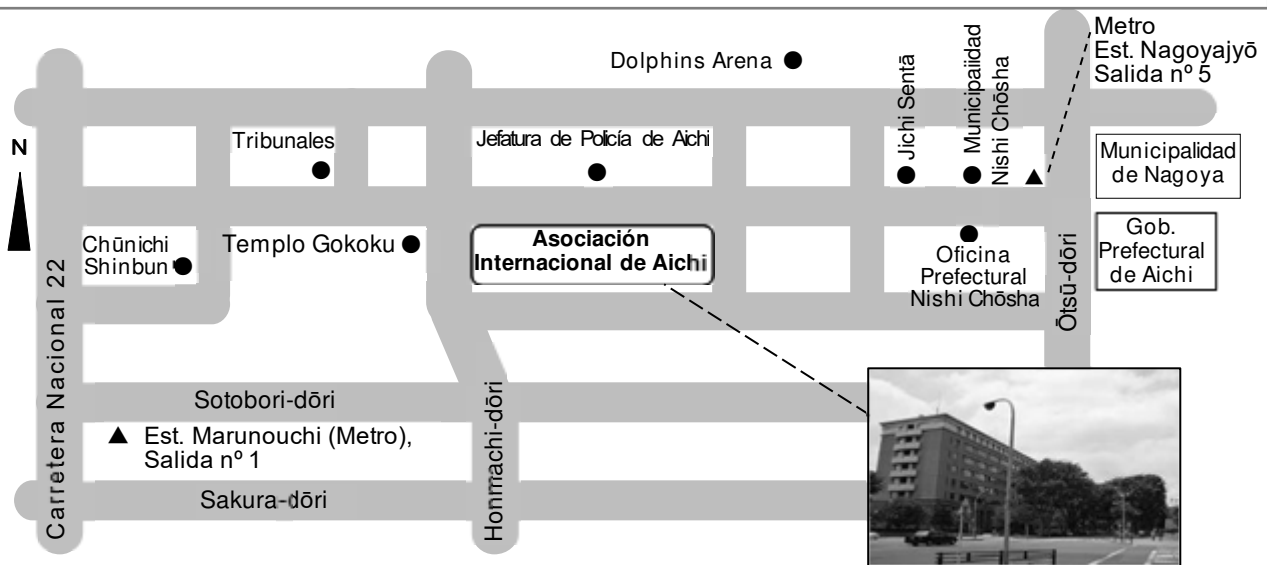 Metro
Est. Nagoyajyō
Salida nº 5
Dolphins Arena
Jichi Sentā
Municipaiidad
Nishi Chōsha
N
Tribunales
Jefatura de Policía de Aichi
Municipalidad
de Nagoya
Chūnichi
Shinbun
Templo Gokoku
Asociación
Internacional de Aichi
Oficina
Prefectural
Nishi Chōsha
Gob.
Prefectural
de Aichi
Carretera Nacional 22
Ōtsū-dōri
Sotobori-dōri
Est. Marunouchi (Metro),
Salida nº 1
Honmachi-dōri
Sakura-dōri